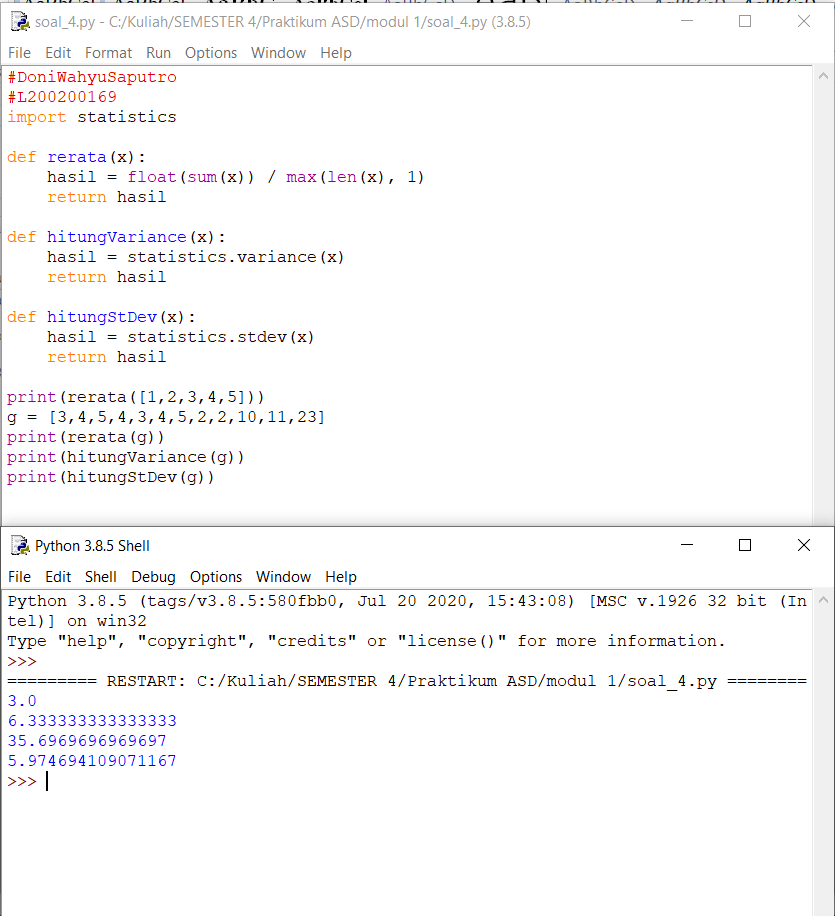 soal_4.py - C:/Kuliah/SEMESTER 4/Praktikum ASD/modul 1/soal_4.py (3.8.5)
File Edit Format Run Options Window Help
#DoniWahyuSaputro
#L200200169
import statistics

def rerata(x):
    hasil = float(sum(x)) / max(len(x), 1)
    return hasil

def hitungVariance(x):
    hasil = statistics.variance(x)
    return hasil

def hitungStDev(x):
    hasil = statistics.stdev(x)
    return hasil

print(rerata([1,2,3,4,5]))
g = [3,4,5,4,3,4,5,2,2,10,11,23]
print(rerata(g))
print(hitungVariance(g))
print(hitungStDev(g))
Python 3.8.5 Shell
File Edit Shell Debug Options Window Help
Python 3.8.5 (tags/v3.8.5:580fbb0, Jul 20 2020, 15:43:08) [MSC v.1926 32 bit (In
tel)] on win32
Type "help", "copyright", "credits" or "license()" for more information.
>>>
========= RESTART: C:/Kuliah/SEMESTER 4/Praktikum ASD/modul 1/soal_4.py ========
3.0
6.333333333333333
35.6969696969697
5.974694109071167
>>>